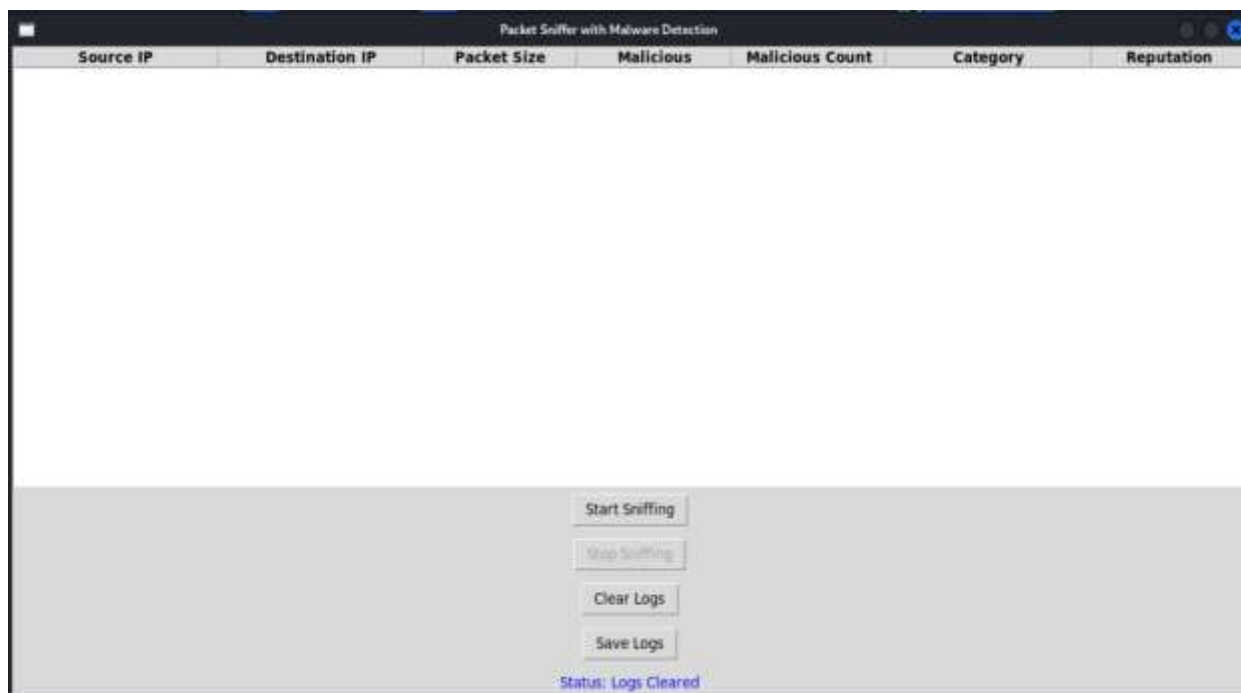 Packet Sniffer with Malware Detection
Source IP Destination IP Packet Size Malicious Malicious Count Category Reputation
Start Sniffing
Stop Sniffing
Clear Logs
Save Logs
Status: Logs Cleared